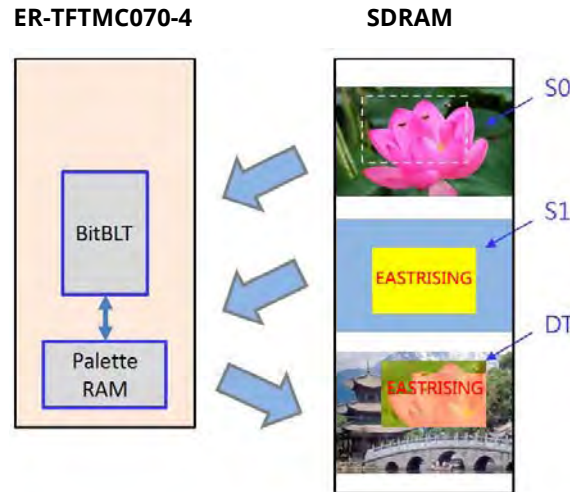 ER-TFTMC070-4
SDRAM
S0
BitBLT
S1
EASTRISING
DT
Palette
RAM
EASTRISING